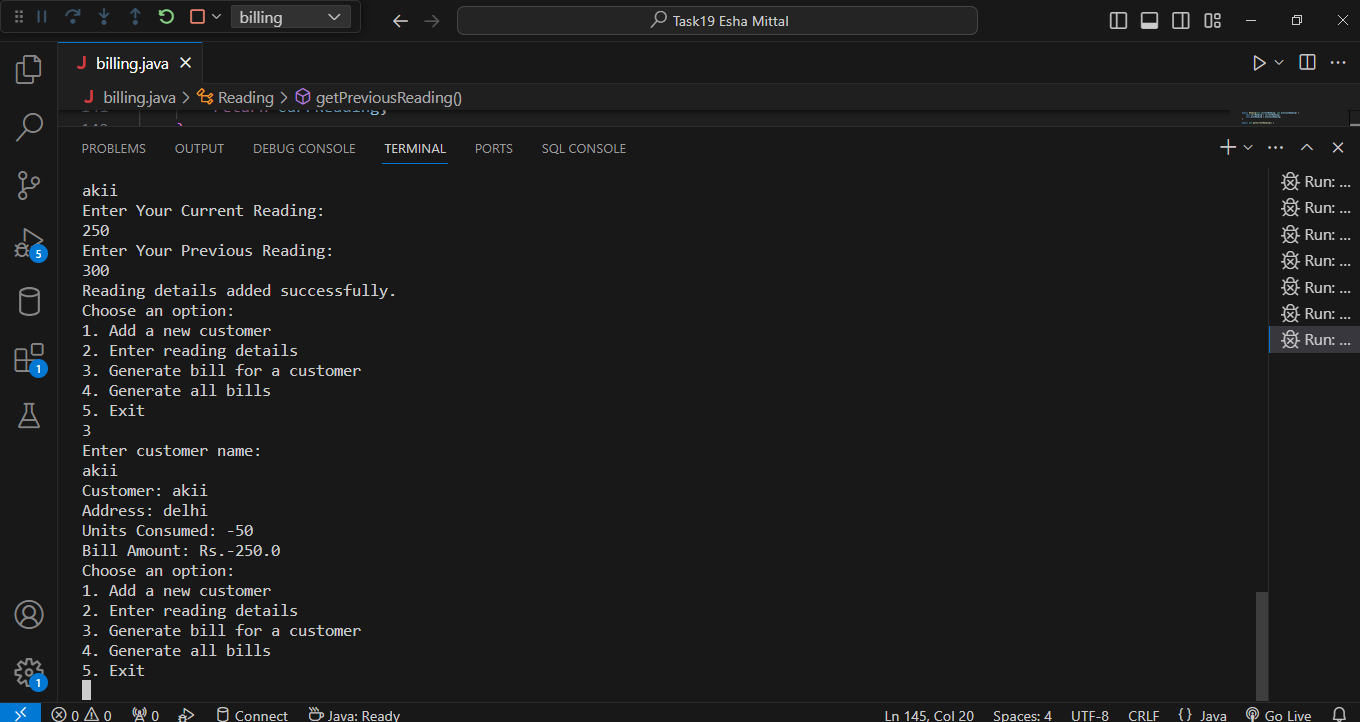 billing
Task19 Esha Mittal
billing.java
billing.java > Reading > getPreviousReading()
PROBLEMS OUTPUT DEBUG CONSOLE TERMINAL PORTS SQL CONSOLE
akii
Enter Your Current Reading:
250
Enter Your Previous Reading:
300
Reading details added successfully.
Choose an option:
1. Add a new customer
2. Enter reading details
3. Generate bill for a customer
4. Generate all bills
5. Exit
3
Enter customer name:
akii
Customer: akii
Address: delhi
Units Consumed: -50
Bill Amount: Rs.-250.0
Choose an option:
1. Add a new customer
2. Enter reading details
3. Generate bill for a customer
4. Generate all bills
5. Exit
Run: ...
Run: ...
Run: ...
Run: ...
Run: ...
Run: ...
Run: ...
5
1
1
0 0 0 Connect Java: Ready Ln 145, Col 20 Spaces: 4 UTF-8 CRLF {} Java Go Live